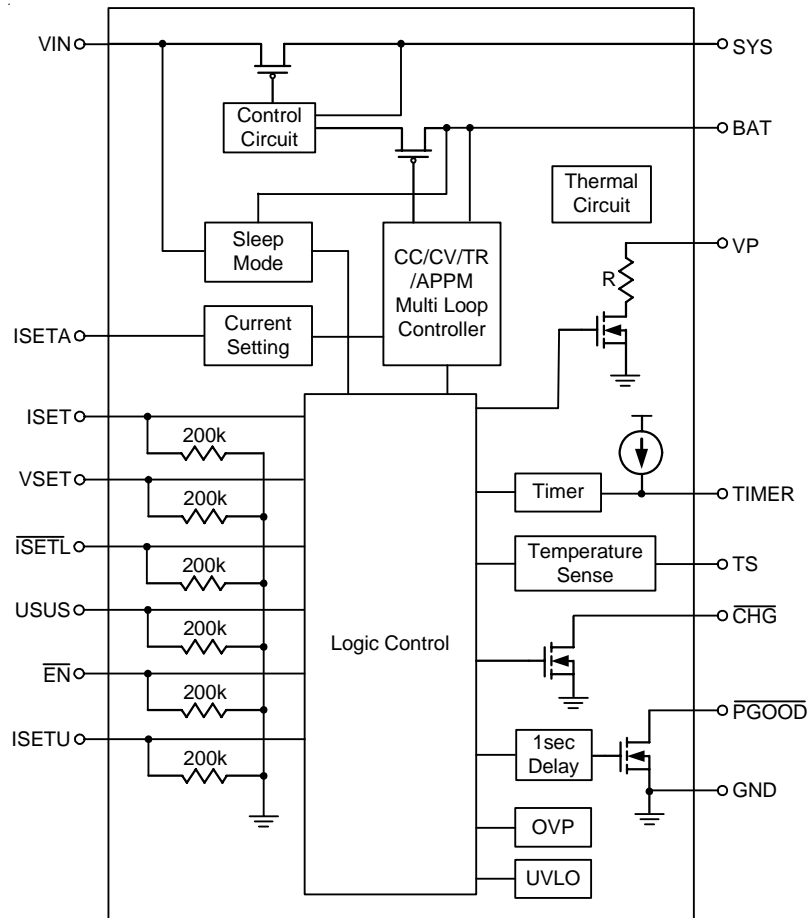 VIN
SYS
Control
Circuit
BAT
Thermal
Circuit
Sleep
Mode
CC/CV/TR
/APPM
Multi Loop
Controller
VP
R
ISETA
Current
Setting
ISET
200k
VSET
200k
Timer
TIMER
ISETL
200k
Temperature
Sense
TS
USUS
200k
CHG
Logic Control
EN
200k
PGOOD
ISETU
200k
1sec
Delay
GND
OVP
UVLO